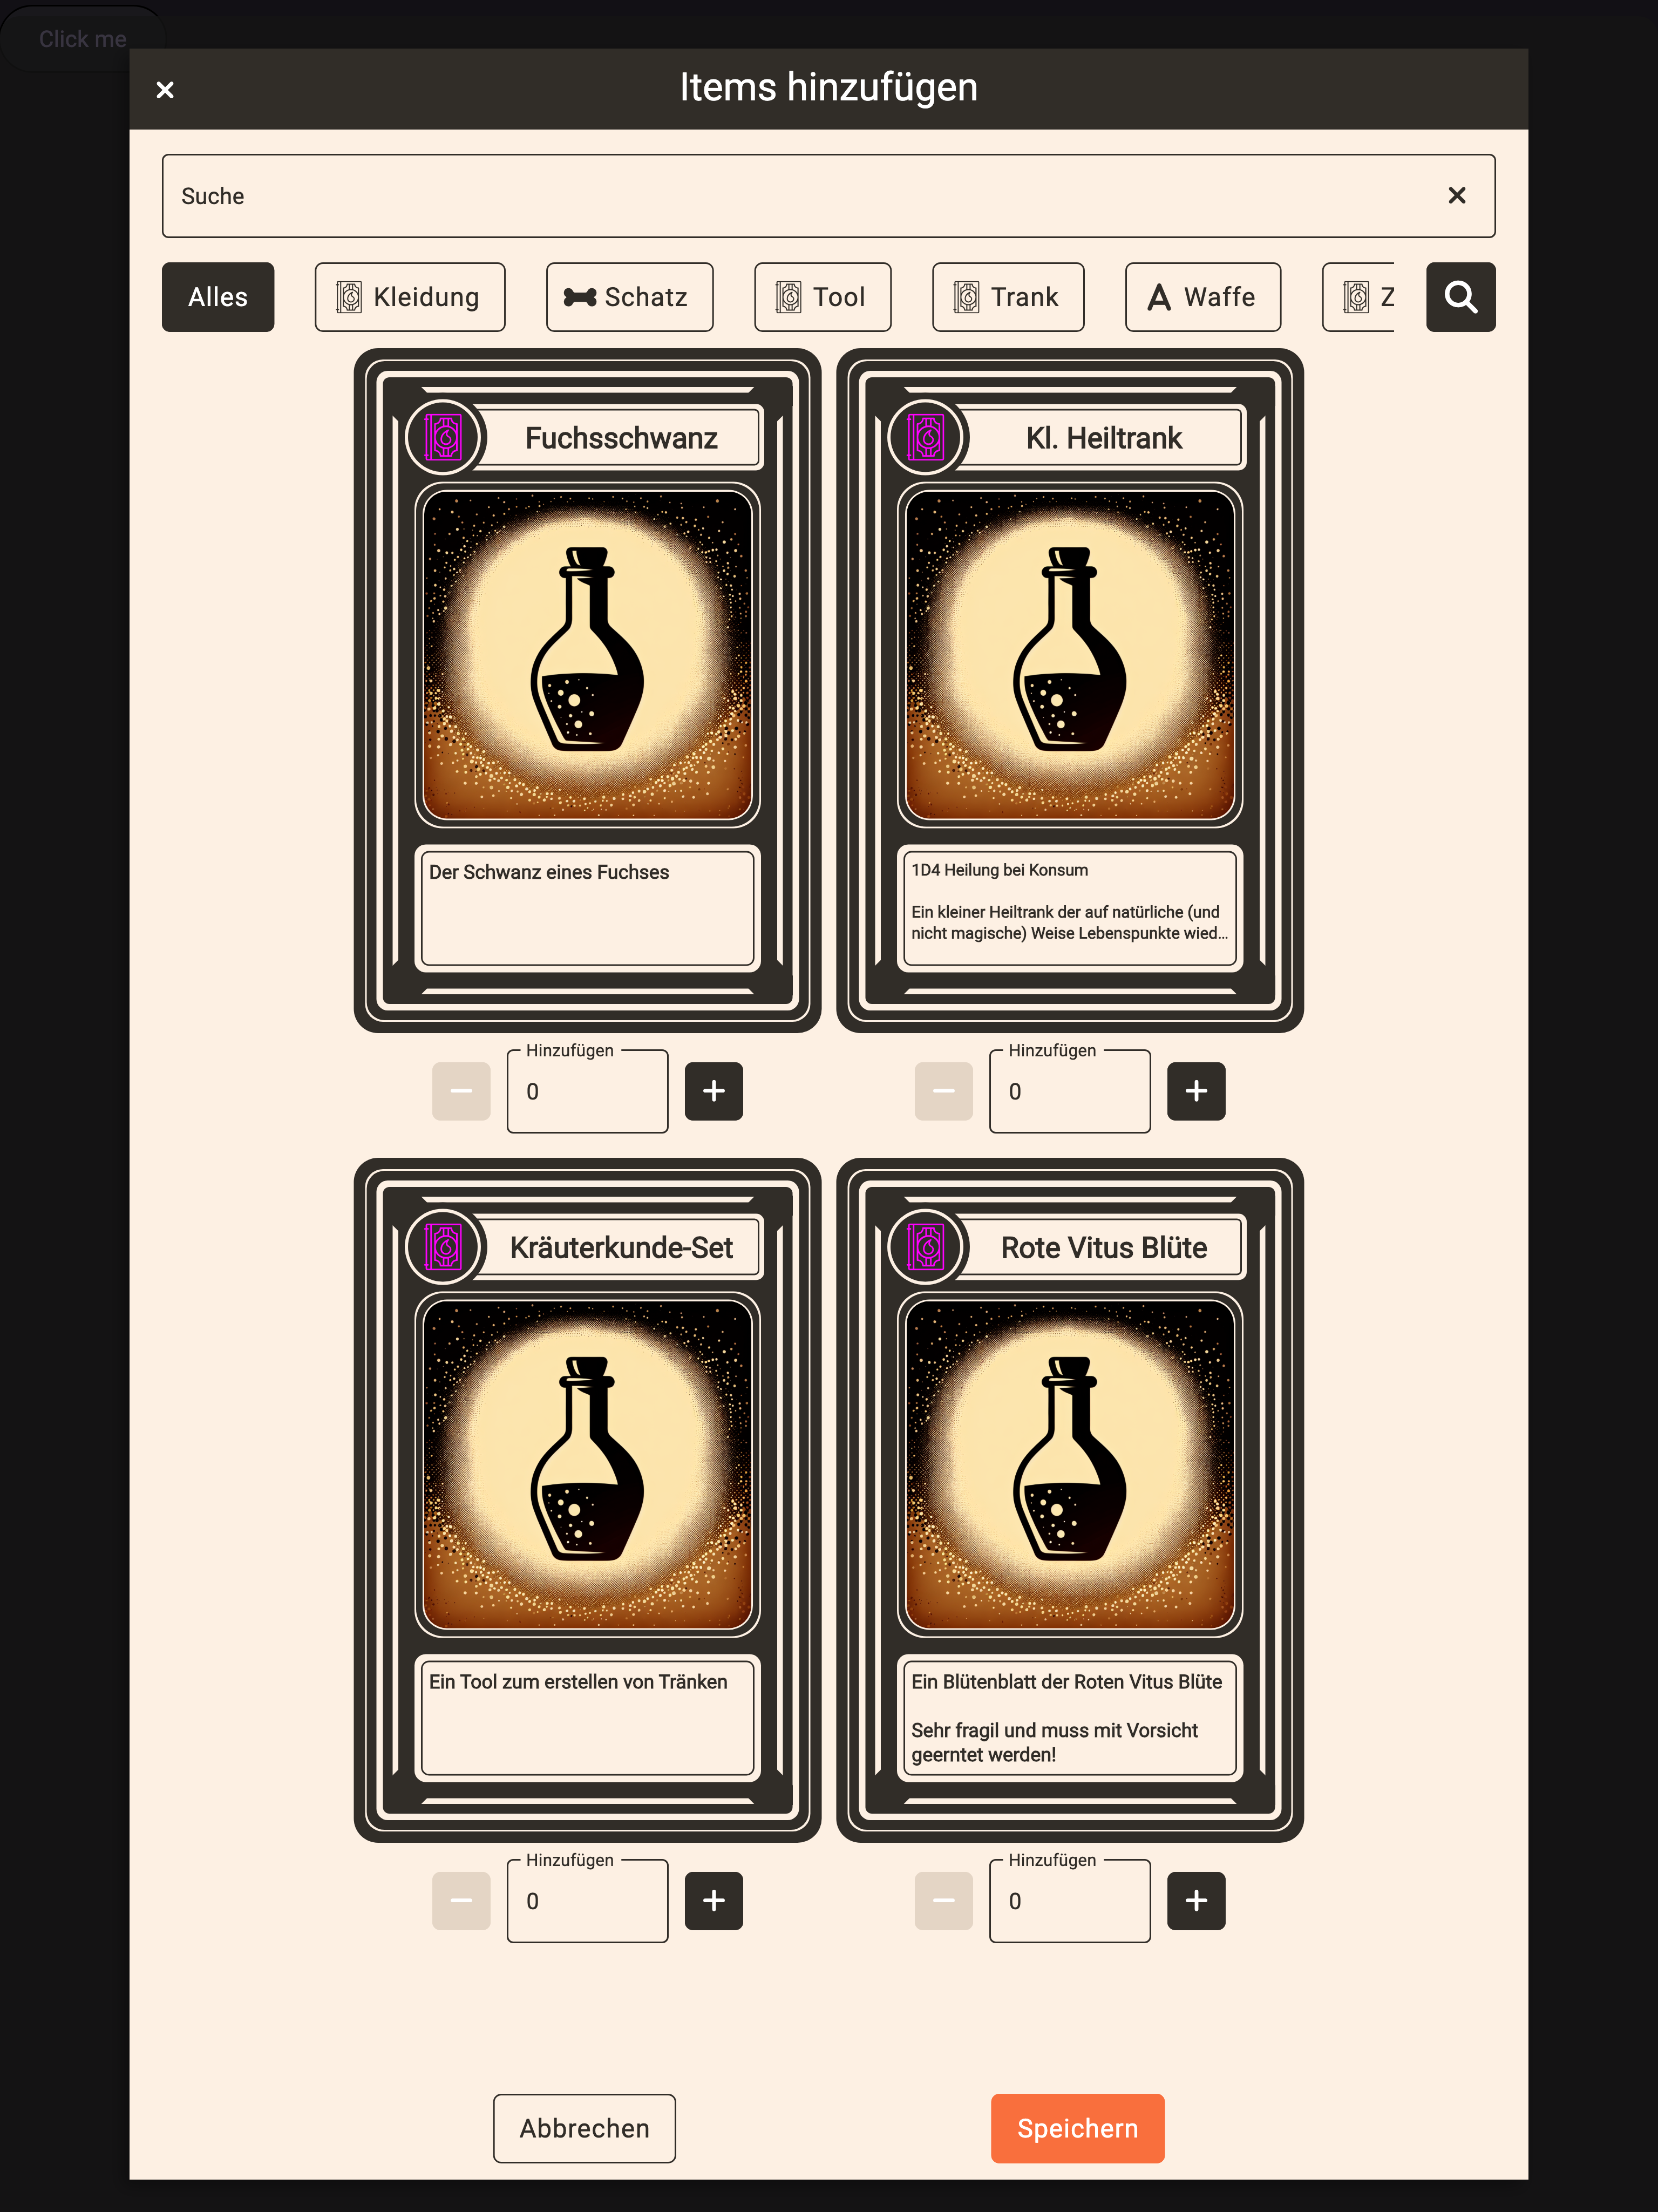 Click me
Items hinzufügen
Suche
Alles
Kleidung
Schatz
Tool
Trank
Waffe
Z
Fuchsschwanz
Kl. Heiltrank
Der Schwanz eines Fuchses
1D4 Heilung bei Konsum
Ein kleiner Heiltrank der auf natürliche (und
nicht magische) Weise Lebenspunkte wied...
Hinzufügen
0
Hinzufügen
0
Kräuterkunde-Set
Rote Vitus Blüte
Ein Tool zum erstellen von Tränken
Ein Blütenblatt der Roten Vitus Blüte
Sehr fragil und muss mit Vorsicht
geerntet werden!
Hinzufügen
0
Hinzufügen
0
Abbrechen
Speichern